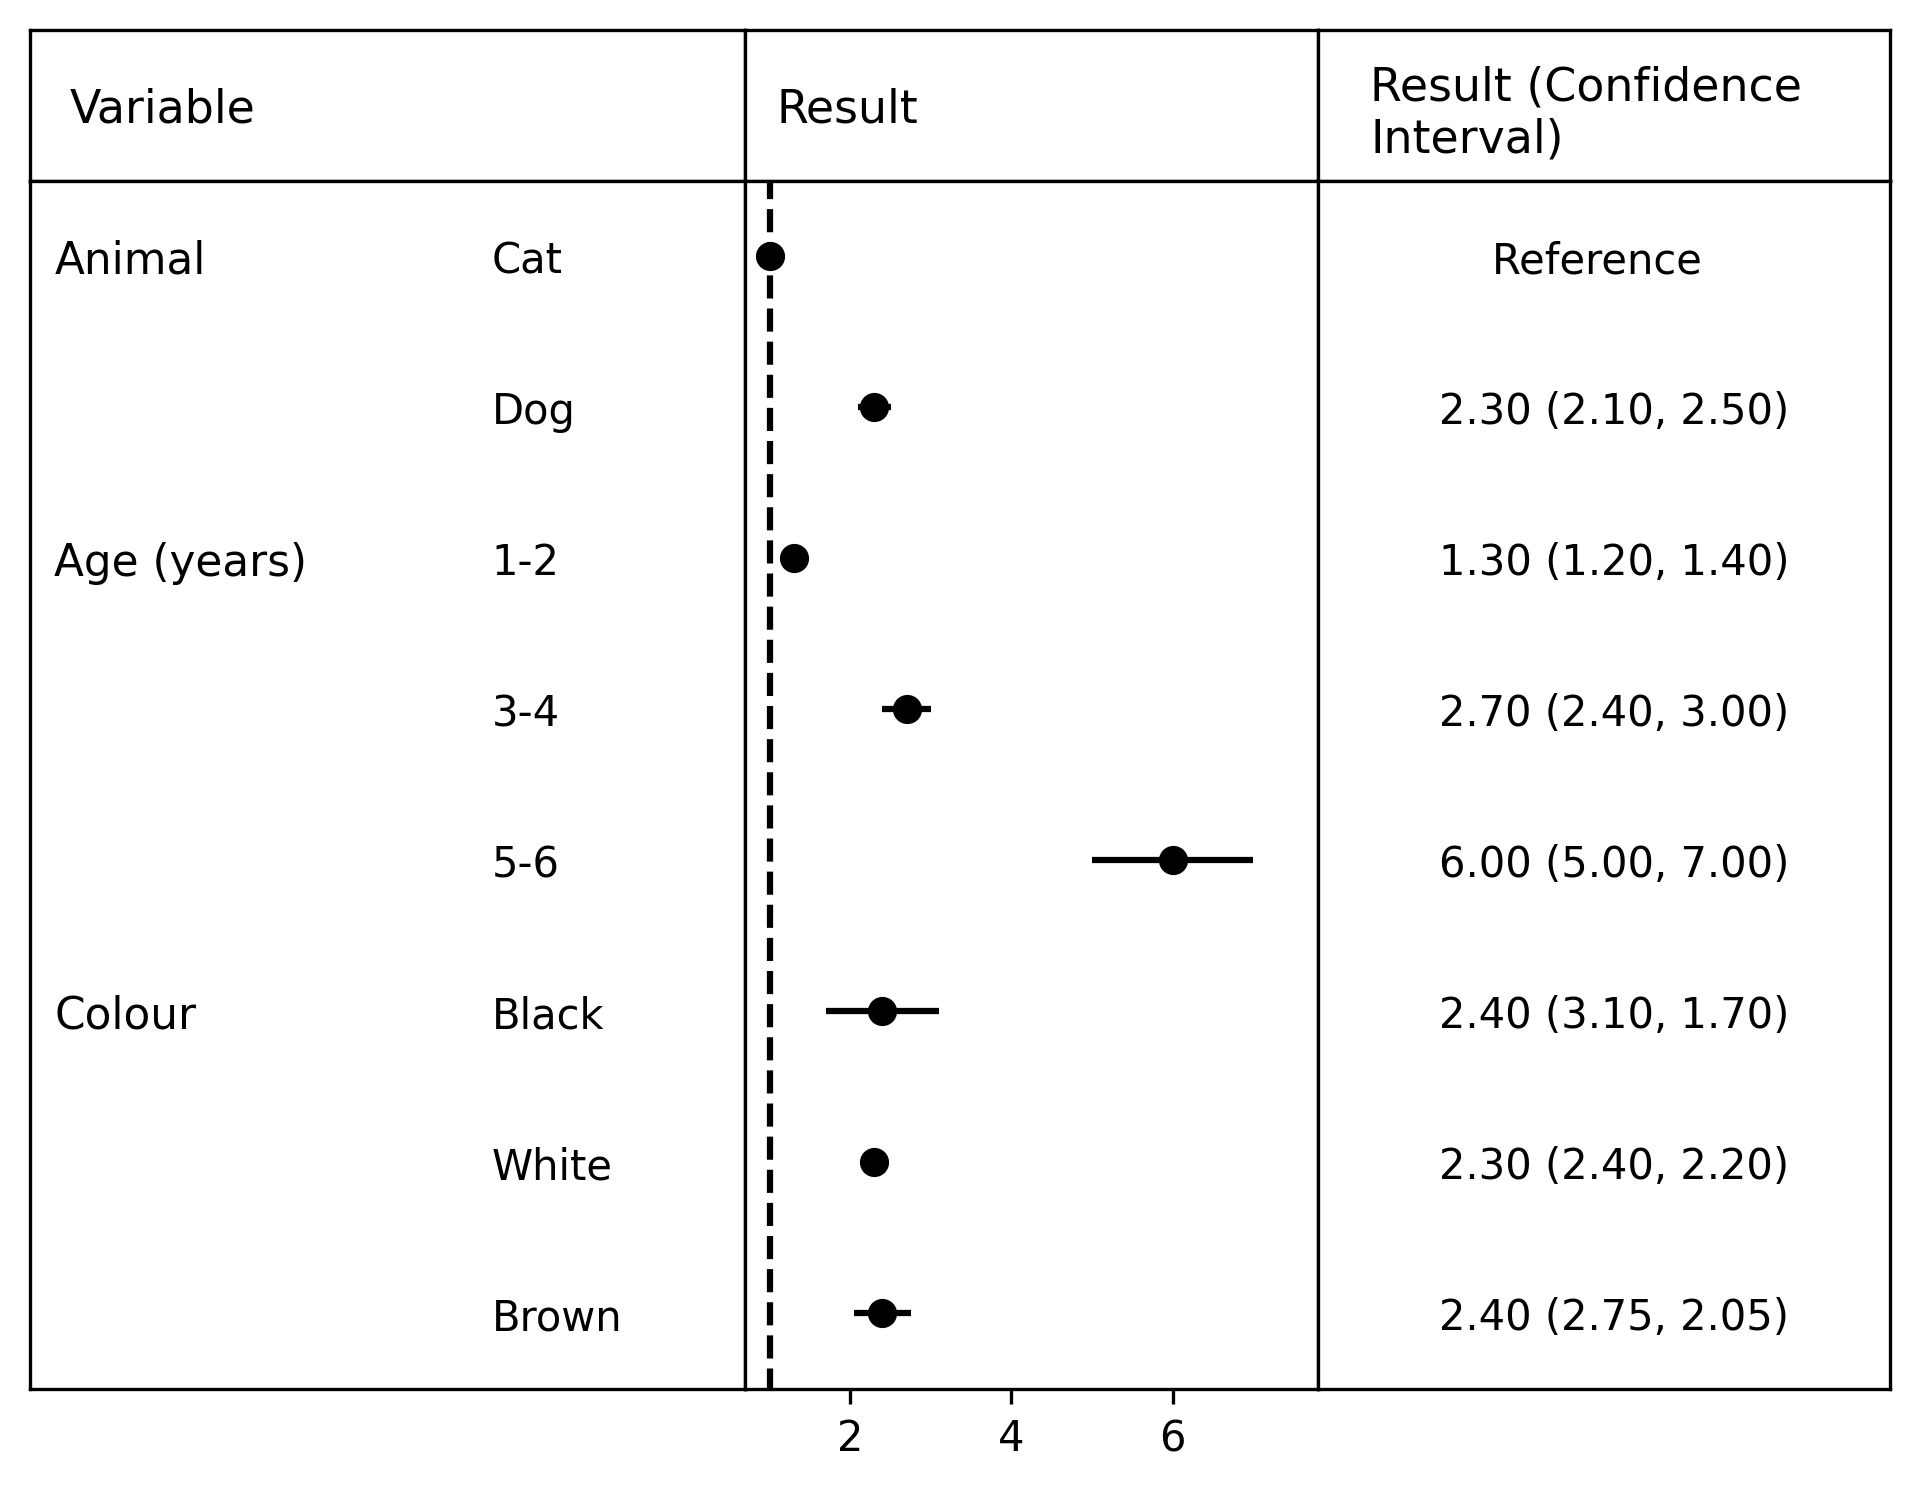 Variable Result Result (Confidence
Interval)
Animal Cat Reference
Dog 2.30 (2.10, 2.50)
Age (years) 1-2 1.30 (1.20, 1.40)
3-4 2.70 (2.40, 3.00)
5-6 6.00 (5.00, 7.00)
Colour Black 2.40 (3.10, 1.70)
White 2.30 (2.40, 2.20)
Brown 2.40 (2.75, 2.05)
2 4 6